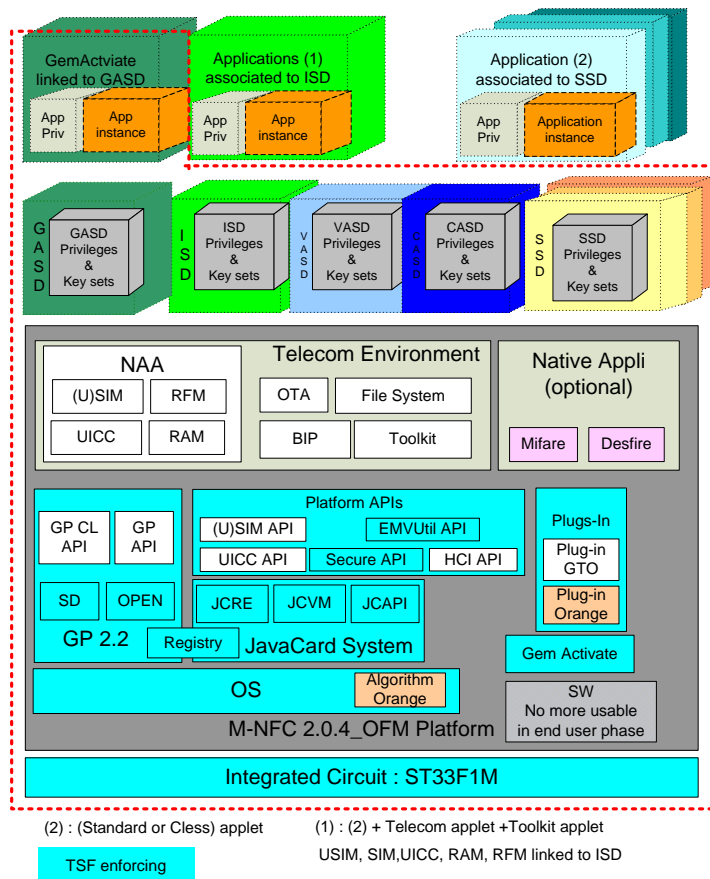 GemActviate
linked to GASD
App
Priv
App
instance
Applications (1)
associated to ISD
App
Priv
App
instance
Application (2)
associated to SSD
App
Priv
Application
instance
GASD
GASD
Privileges
&
Key sets
ISD
ISD
Privileges
&
Key sets
VASD
VASD
Privileges
&
Key sets
CASD
CASD
Privileges
&
Key sets
SSD
SSD
Privileges
&
Key sets
NAA
(U)SIM
RFM
UICC
RAM
Telecom Environment
OTA
File System
BIP
Toolkit
Native Appli
(optional)
Mifare
Desfire
GP CL
API
GP
API
SD
OPEN
GP 2.2
Registry
Platform APIs
(U)SIM API
EMVUtil API
UICC API
Secure API
HCI API
JCRE
JCVM
JCAPI
JavaCard System
Plugs-In
Plug-in
GTO
Plug-in
Orange
Gem Activate
OS
Algorithm
Orange
SW
No more usable
in end user phase
M-NFC 2.0.4_OFM Platform
Integrated Circuit : ST33F1M
(2) : (Standard or Cless) applet
(1) : (2) + Telecom applet +Toolkit applet
USIM, SIM,UICC, RAM, RFM linked to ISD
TSF enforcing